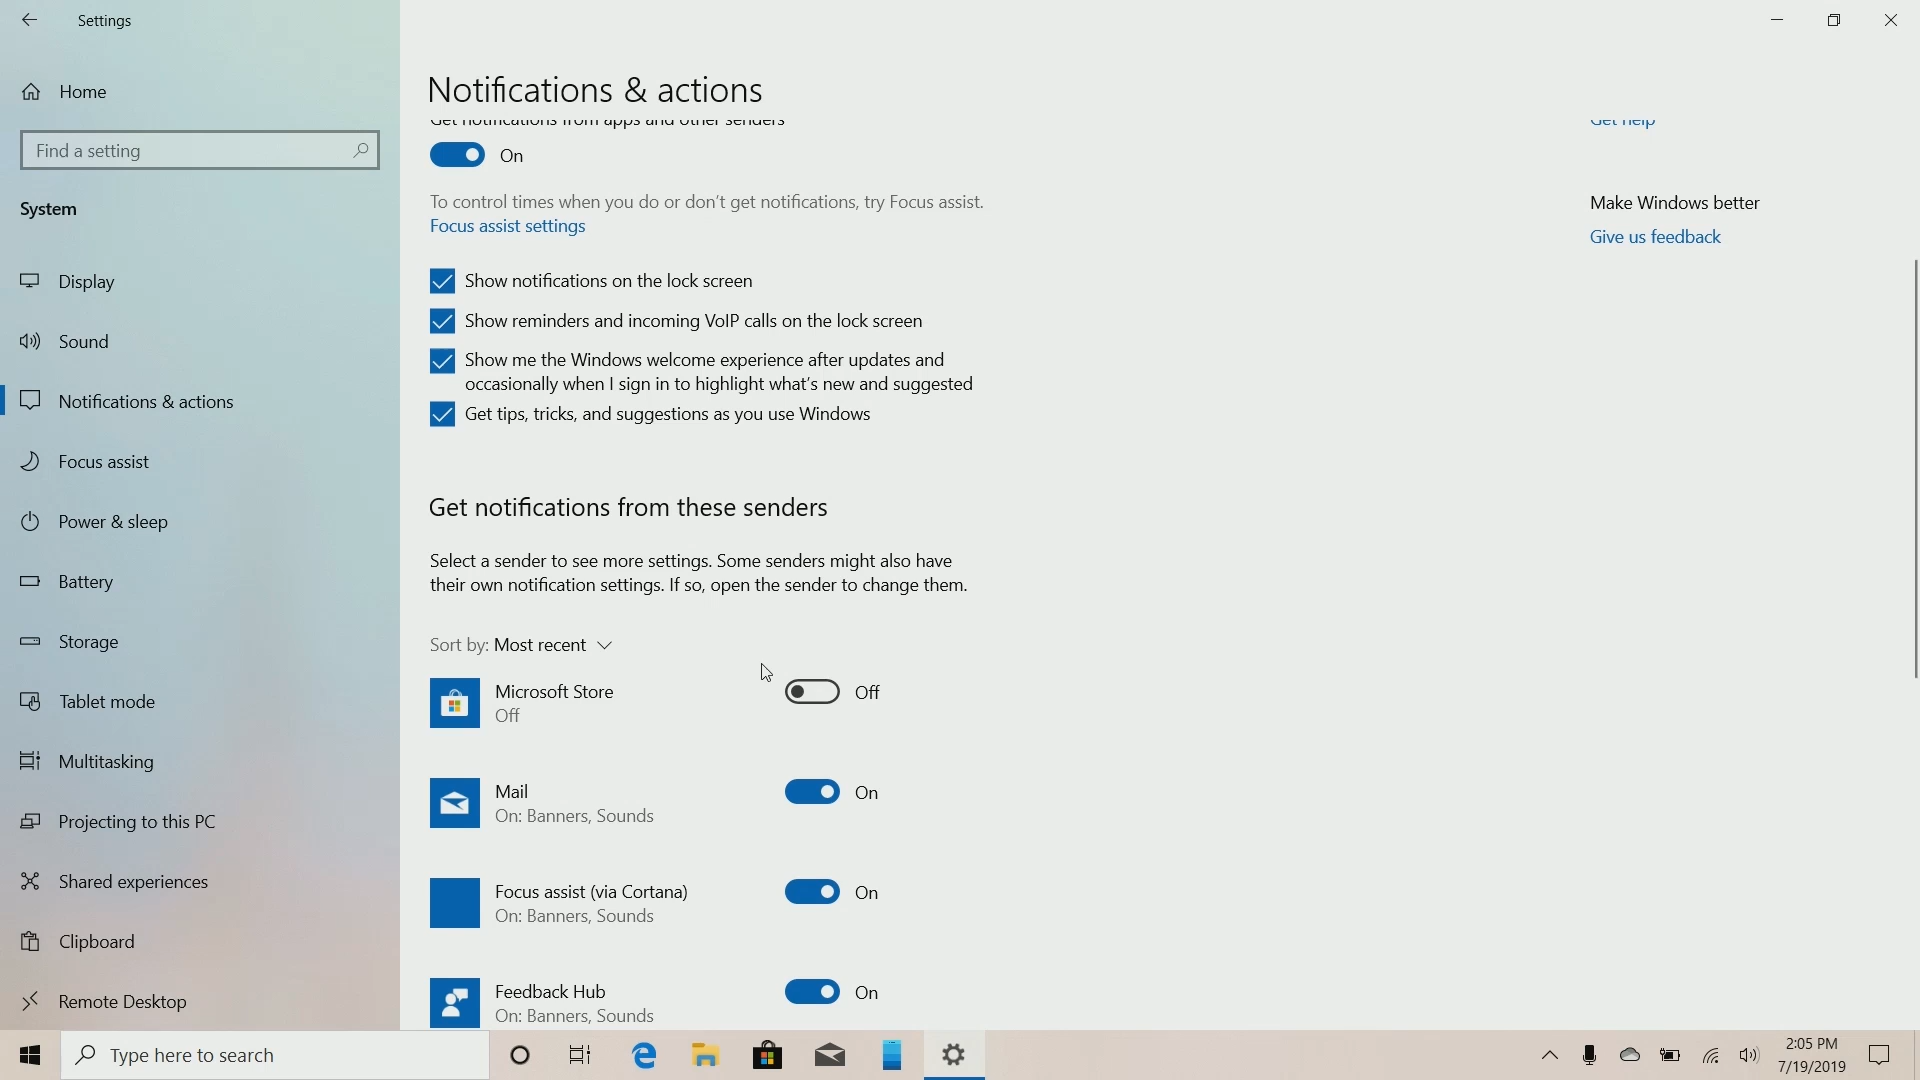 Settings
Home
Find a setting
System
Display
Sound
Notifications & actions
Focus assist
Power & sleep
Battery
Storage
Tablet mode
Multitasking
Projecting to this PC
Shared experiences
Clipboard
Remote Desktop
Notifications & actions
Get notifications from apps and other senders
On
To control times when you do or don't get notifications, try Focus assist.
Focus assist settings
Show notifications on the lock screen
Show reminders and incoming VoIP calls on the lock screen
Show me the Windows welcome experience after updates and
occasionally when I sign in to highlight what's new and suggested
Get tips, tricks, and suggestions as you use Windows
Get notifications from these senders
Select a sender to see more settings. Some senders might also have
their own notification settings. If so, open the sender to change them.
Sort by: Most recent
Microsoft Store
Off
Off
Mail
On: Banners, Sounds
On
Focus assist (via Cortana)
On: Banners, Sounds
On
Feedback Hub
On: Banners, Sounds
On
Get help
Make Windows better
Give us feedback
Type here to search
2:05 PM
7/19/2019